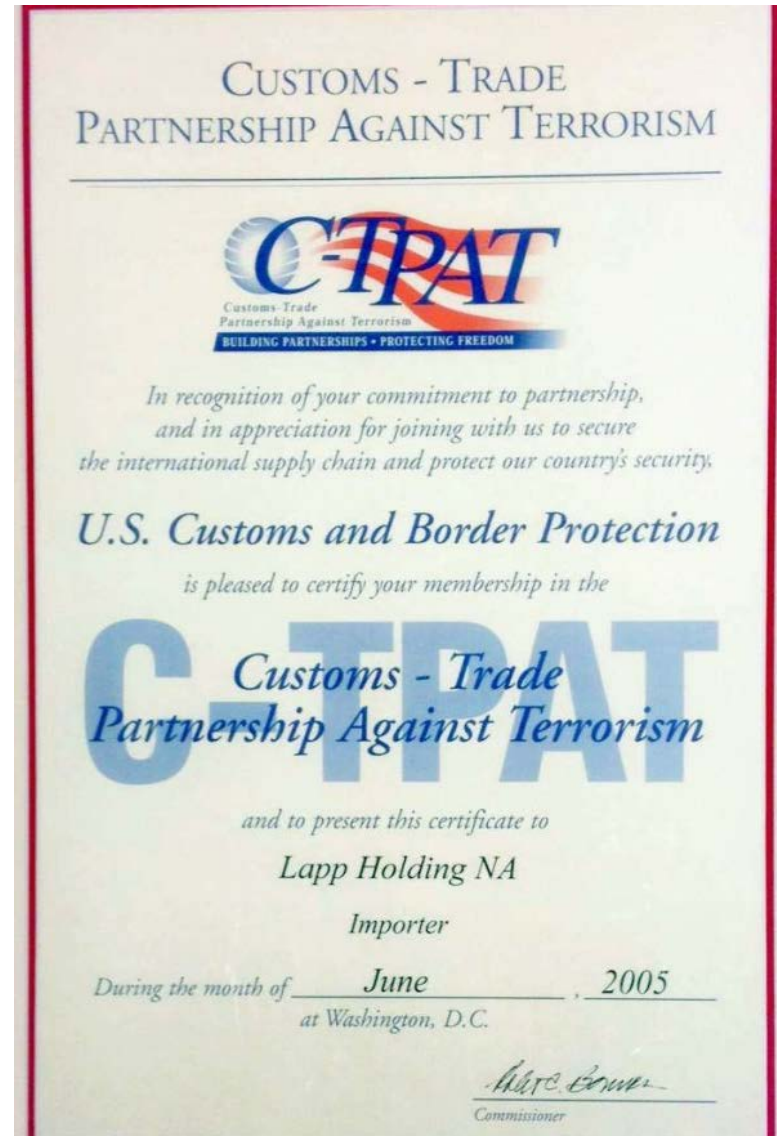 CUSTOMS - TRADE
PARTNERSHIP AGAINST TERRORISM
C-TPAT
Customs-Trade
Partnership Against Terrorism
BUILDING PARTNERSHIPS • PROTECTING FREEDOM
In recognition of your commitment to partnership,
and in appreciation for joining with us to secure
the international supply chain and protect our country's security,
U.S. Customs and Border Protection
is pleased to certify your membership in the
C-TPAT
Customs - Trade
Partnership Against Terrorism
and to present this certificate to
Lapp Holding NA
Importer
During the month of June, 2005
at Washington, D.C.
Commissioner